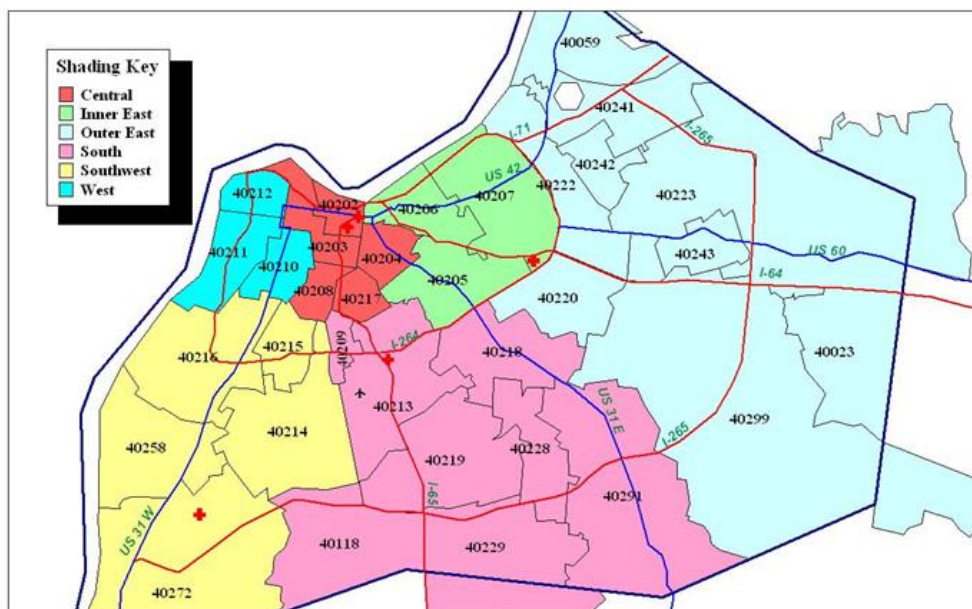 Shading Key
Central
Inner East
Outer East
South
Southwest
West
40059
40241
I-71
I-265
40242
US 42
40222
40207
40223
40212
40202
40206
40211
40203
40204
40243
US 60
40210
40205
I-64
40208
40217
40220
40209
I-264
40216
40215
40218
40023
40213
US 31 E
40299
40214
I-265
40258
40219
40228
I-65
40291
US 31 W
40118
40229
40272